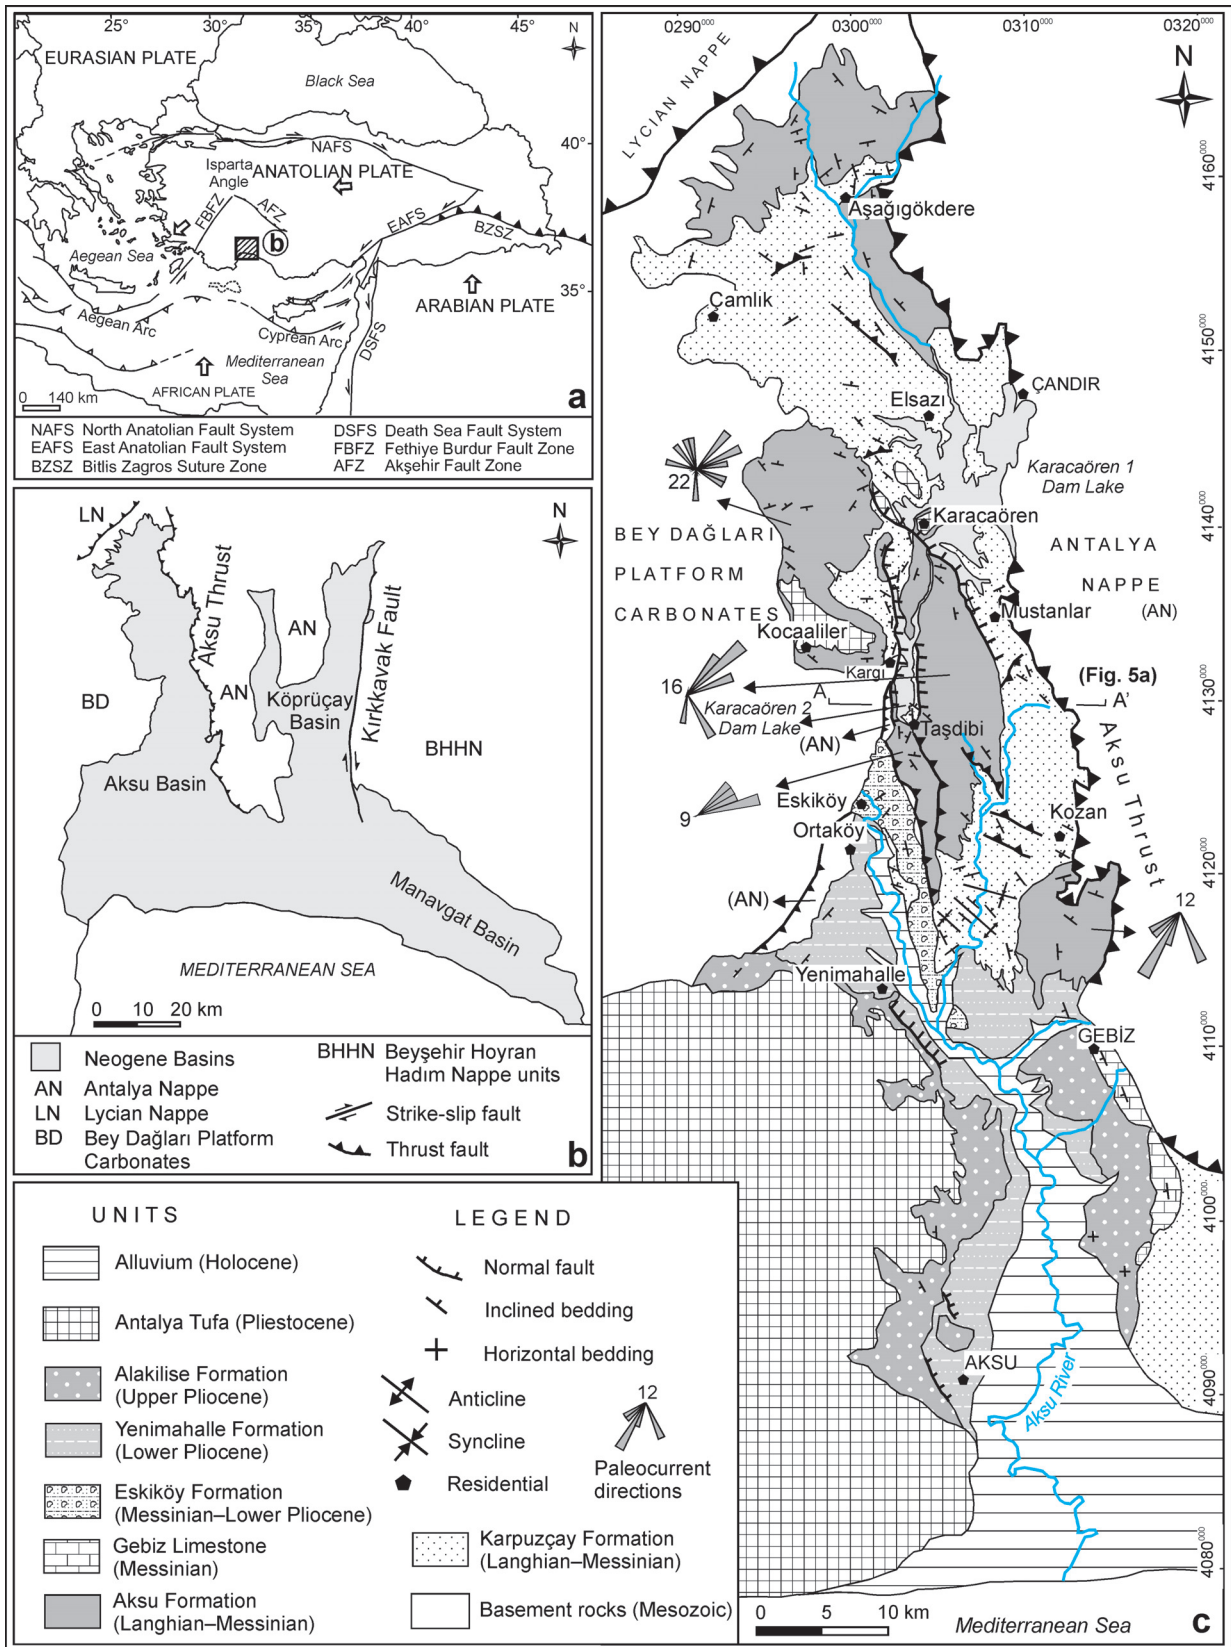 25°
30°
35°
40°
45°
N
EURASIAN PLATE
Black Sea
40°
NAFS
Isparta
Angle
ANATOLIAN PLATE
FBFZ
AFZ
EAFS
BZSZ
b
Aegean Sea
35°
ARABIAN PLATE
Aegean Arc
Cyprean Arc
DSFS
Mediterranean
Sea
AFRICAN PLATE
0 140 km
a
NAFS North Anatolian Fault System
EAFS East Anatolian Fault System
BZSZ Bitlis Zagros Suture Zone
DSFS Death Sea Fault System
FBFZ Fethiye Burdur Fault Zone
AFZ Akşehir Fault Zone
LN
N
Aksu Thrust
AN
AN
Köprüçay
Basin
Kırkkavak Fault
BD
BHHN
Aksu Basin
Manavgat Basin
MEDITERRANEAN SEA
0 10 20 km
Neogene Basins
AN Antalya Nappe
LN Lycian Nappe
BD Bey Dağları Platform
Carbonates
BHHN Beyşehir Hoyran
Hadım Nappe units
Strike-slip fault
Thrust fault
b
UNITS
Alluvium (Holocene)
Antalya Tufa (Pliestocene)
Alakilise Formation
(Upper Pliocene)
Yenimahalle Formation
(Lower Pliocene)
Eskiköy Formation
(Messinian–Lower Pliocene)
Gebiz Limestone
(Messinian)
Aksu Formation
(Langhian–Messinian)
LEGEND
Normal fault
Inclined bedding
Horizontal bedding
Anticline
Syncline
Residential
12
Paleocurrent
directions
Karpuzçay Formation
(Langhian–Messinian)
Basement rocks (Mesozoic)
0290000
0300000
0310000
0320000
N
LYCIAN NAPPE
4160000
Aşağıgökdere
Çamlık
4150000
ÇANDIR
Elsazı
22
Karacaören 1
Dam Lake
Karacaören
4140000
BEY DAĞLARI
PLATFORM
CARBONATES
ANTALYA
NAPPE
(AN)
Mustanlar
Kocaaliler
Kargı
16
A
Karacaören 2
Dam Lake
(AN)
Taşdibi
(Fig. 5a)
A'
4130000
Aksu Thrust
9
Eskiköy
Ortaköy
Kozan
4120000
(AN)
12
Yenimahalle
GEBİZ
4110000
4100000
AKSU
Aksu River
4090000
4080000
0 5 10 km
Mediterranean Sea
c